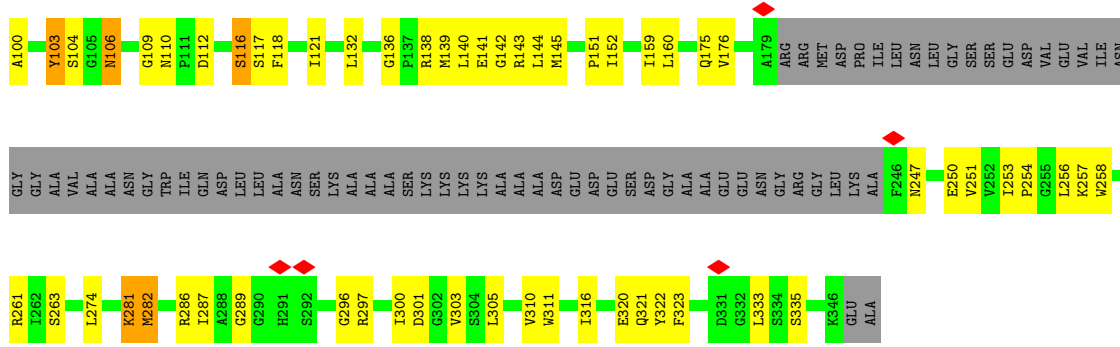 A100 Y103 S104 G105 N106 G109 N110 P111 D112 S116 S117 F118 I121 L132 G136 P137 R138 M139 L140 E141 G142 R143 L144 M145 P151 I152 I159 L160 Q175 V176 A179 ARG ARG MET ASP PRO ILE LEU ASN LEU GLY SER SER GLU ASP VAL GLU VAL ILE ASN
GLY GLY ALA VAL ALA ALA ASN GLY TRP ILE GLN ASP LEU LEU ALA ASN SER LYS ALA ALA ALA SER LYS LYS LYS LYS ALA ALA ALA ASP GLU ASP GLU SER ASP GLY ALA ALA GLU GLU ASN GLY ARG GLY LEU LYS ALA F246 N247 E250 V251 V252 I253 P254 G255 L256 K257 W258
R261 I262 S263 L274 K281 M282 R286 I287 A288 G289 G290 H291 S292 G296 R297 I300 D301 G302 V303 S304 L305 V310 W311 I316 E320 Q321 Y322 F323 D331 G332 L333 S334 S335 K346 GLU ALA